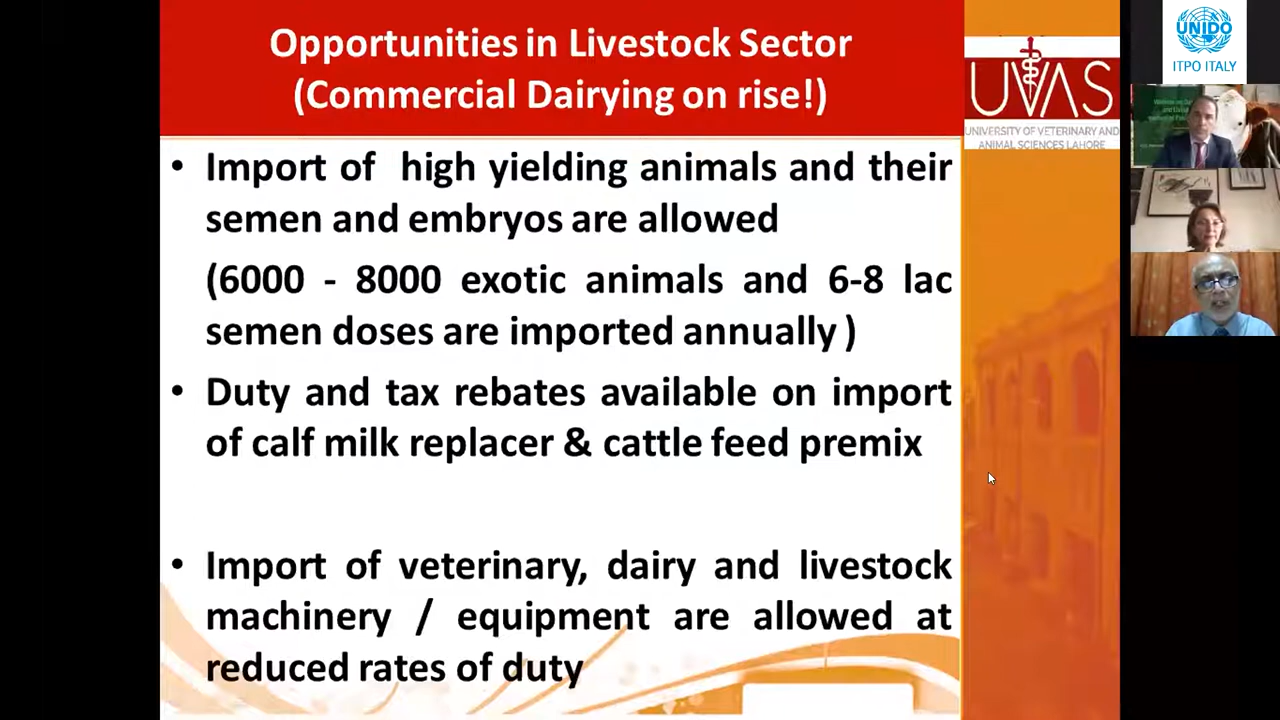 Opportunities in Livestock Sector
(Commercial Dairying on rise!)
• Import of high yielding animals and their
semen and embryos are allowed
(6000 - 8000 exotic animals and 6-8 lac
semen doses are imported annually )
• Duty and tax rebates available on import
of calf milk replacer & cattle feed premix
• Import of veterinary, dairy and livestock
machinery / equipment are allowed at
reduced rates of duty
UVAS
UNIVERSITY OF VETERINARY AND
ANIMAL SCIENCES LAHORE
UNIDO
ITPO ITALY